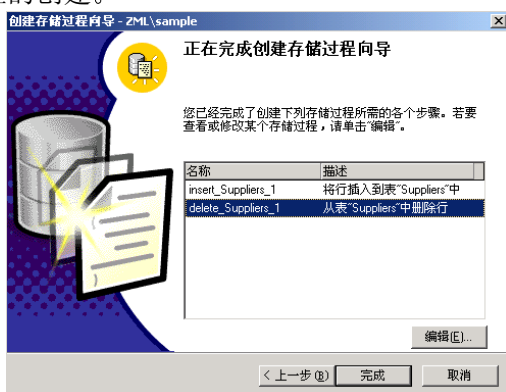 的创建。
创建存储过程向导 - ZML\sample
正在完成创建存储过程向导
您已经完成了创建下列存储过程所需的各个步骤。若要
查看或修改某个存储过程，请单击“编辑”。
名称 描述
insert_Suppliers_1 将行插入到表“Suppliers”中
delete_Suppliers_1 从表“Suppliers”中删除行
编辑(E)...
< 上一步(B) 完成 取消